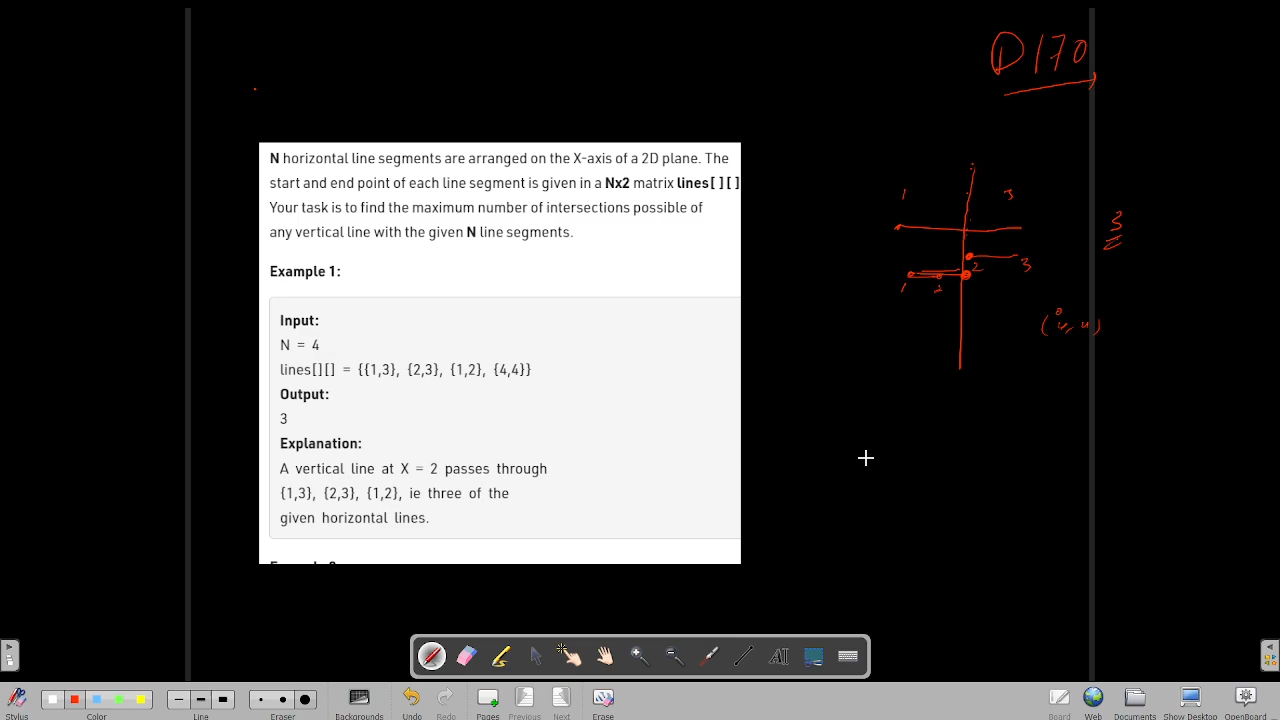 D170
N horizontal line segments are arranged on the X-axis of a 2D plane. The
start and end point of each line segment is given in a Nx2 matrix lines[ ][ ]
Your task is to find the maximum number of intersections possible of
any vertical line with the given N line segments.
Example 1:
Input:
N = 4
lines[][] = {{1,3}, {2,3}, {1,2}, {4,4}}
Output:
3
Explanation:
A vertical line at X = 2 passes through
{1,3}, {2,3}, {1,2}, ie three of the
given horizontal lines.
1 3
3
2 3
1 2
Color Line Eraser Backgrounds Undo Redo Pages Previous Next Erase Board Web Documents Show Desktop OpenBoard